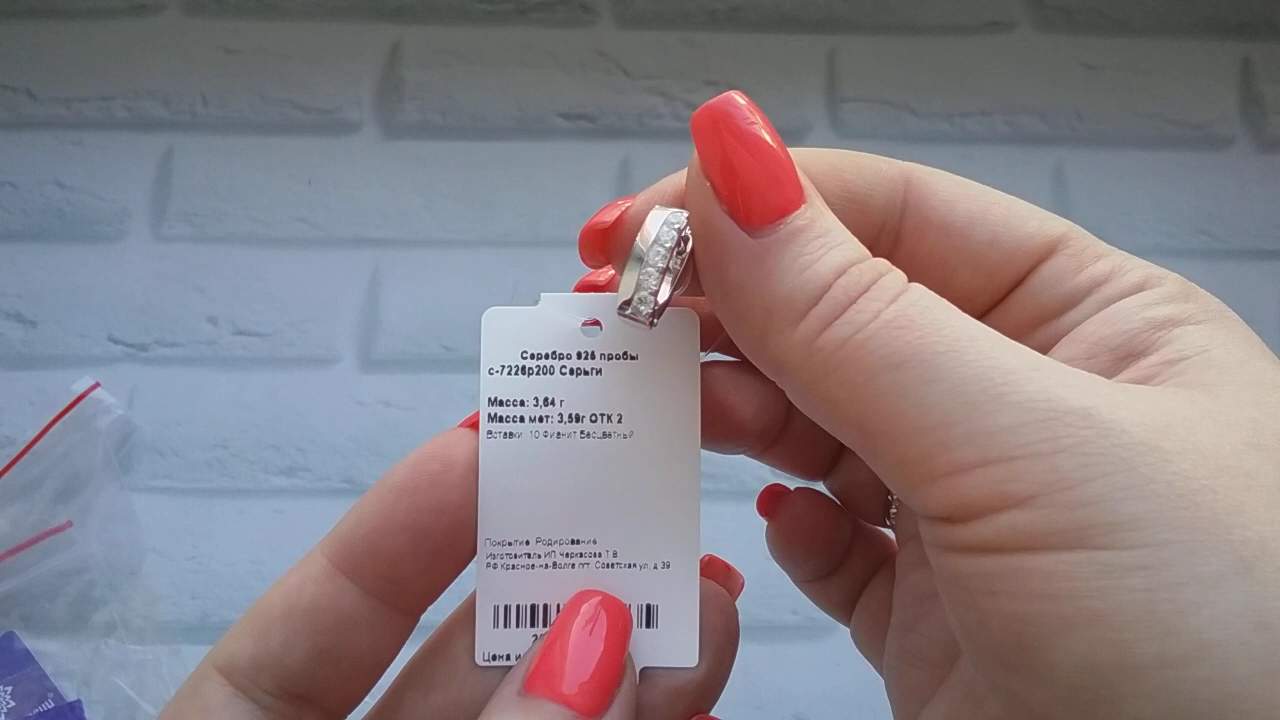 Серебро 925 пробы
с-7226р200 Серьги
Масса: 3,64 г
Масса мет: 3,59г ОТК 2
Вставки: 10 Фианит Бесцветный
Покрытие: Родирование
Изготовитель ИП Черкасова Т.В
РФ Красное-на-Волге пгт. Советская ул, д 39
Цена